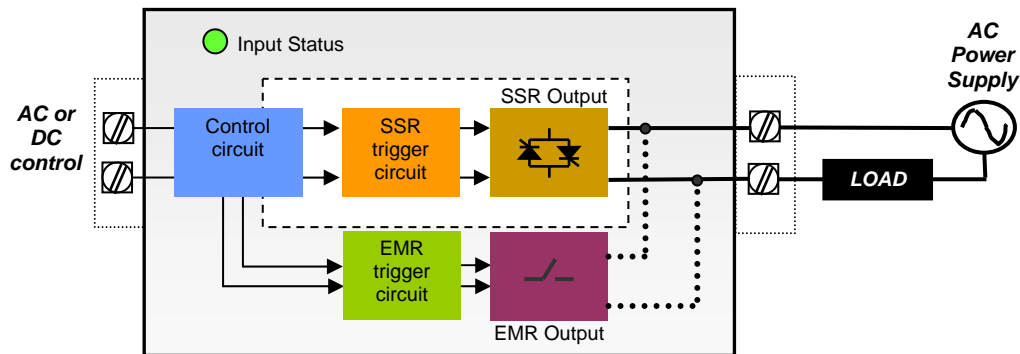 Input Status
AC or
DC
control
Control
circuit
SSR
trigger
circuit
SSR Output
EMR
trigger
circuit
EMR Output
AC
Power
Supply
LOAD